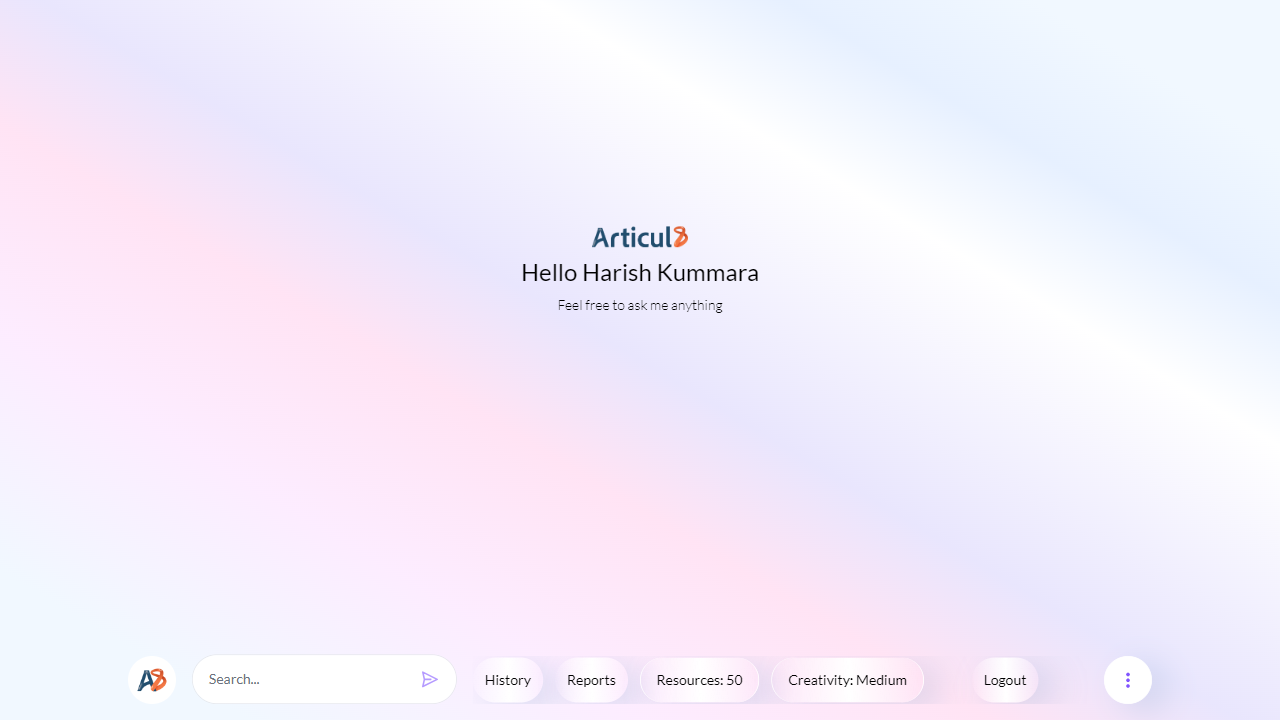 Articul8
Hello Harish Kummara
Feel free to ask me anything
A8 Search... History Reports Resources: 50 Creativity: Medium Logout